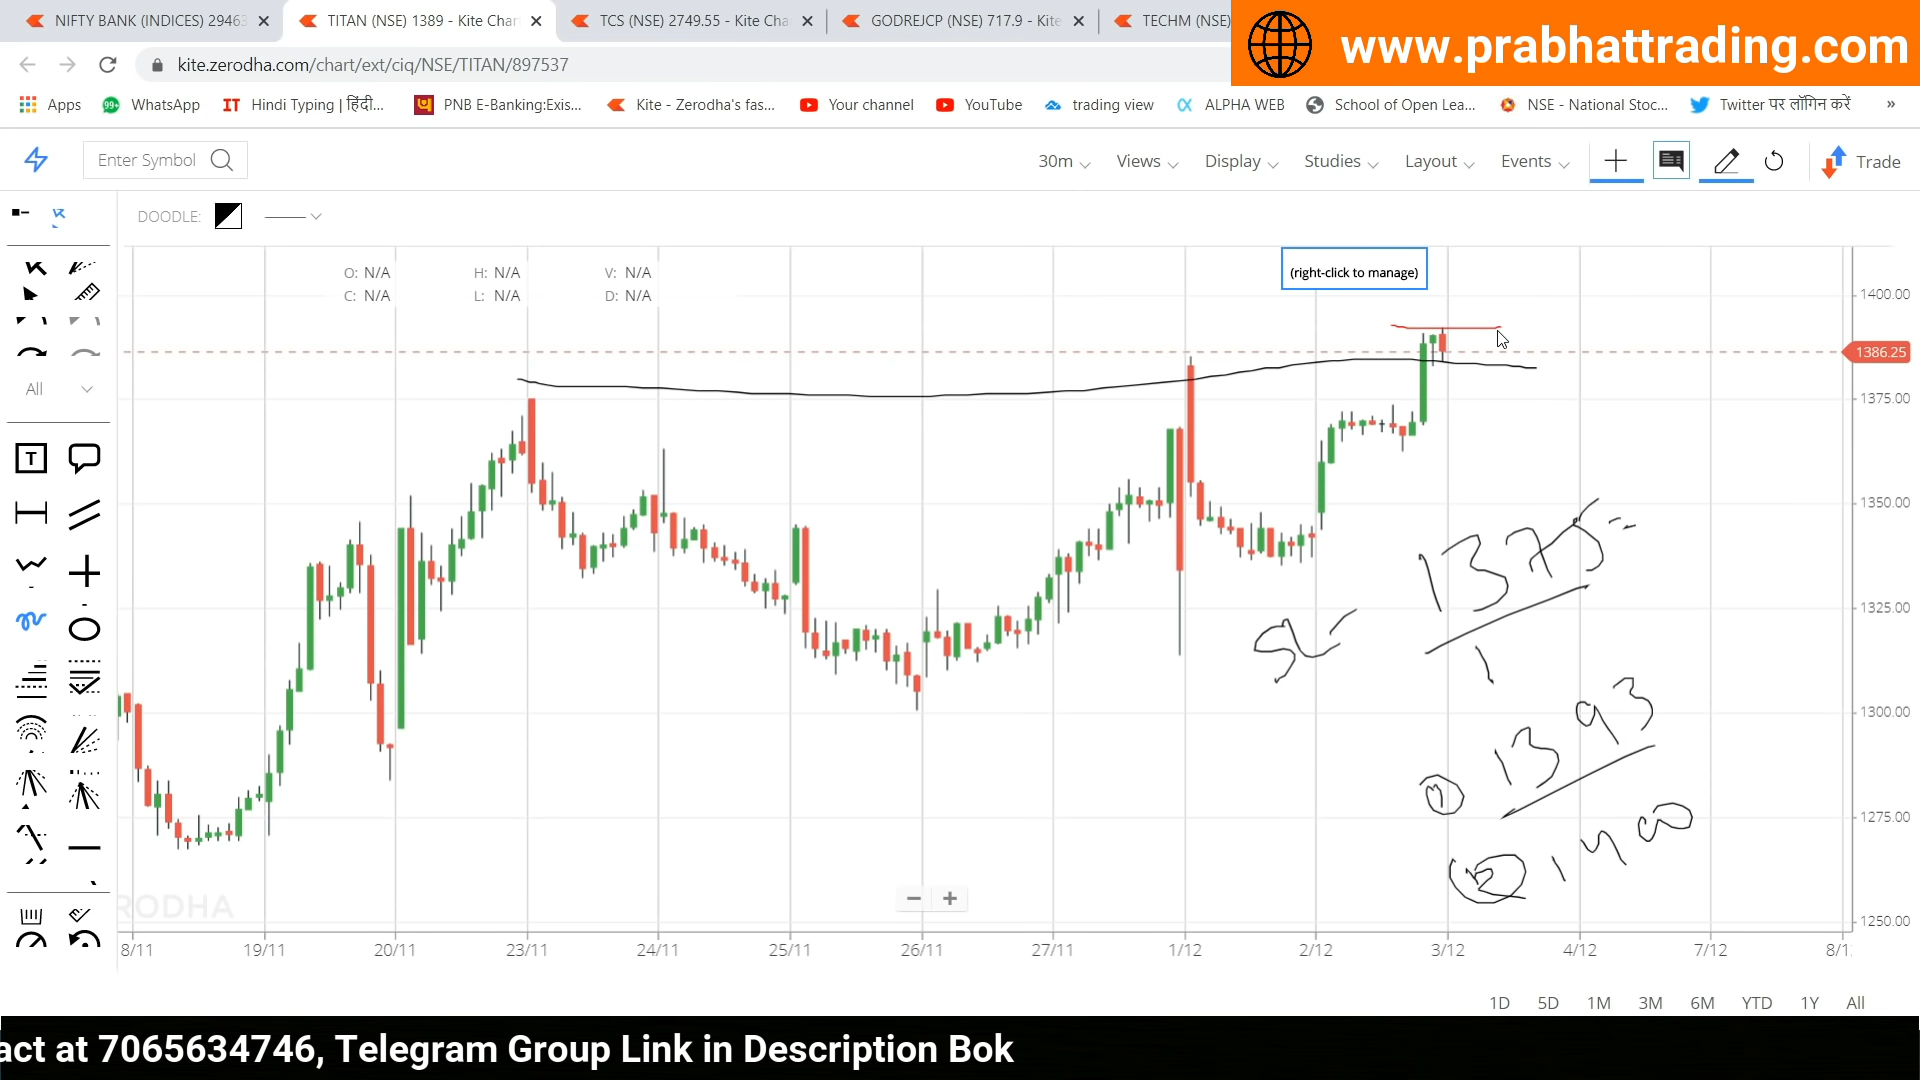 NIFTY BANK (INDICES) 2946
TITAN (NSE) 1389 - Kite Char
TCS (NSE) 2749.55 - Kite Cha
GODREJCP (NSE) 717.9 - Kite
TECHM (NSE)
www.prabhattrading.com
kite.zerodha.com/chart/ext/ciq/NSE/TITAN/897537
Apps
99+
WhatsApp
IT
Hindi Typing | हिंदी...
PNB E-Banking:Exis...
Kite - Zerodha's fas...
Your channel
YouTube
trading view
ALPHA WEB
School of Open Lea...
NSE - National Stoc...
Twitter पर लॉगिन करें
»
Enter Symbol
30m
Views
Display
Studies
Layout
Events
Trade
DOODLE:
O: N/A H: N/A V: N/A
C: N/A L: N/A D: N/A
(right-click to manage)
All
T
1400.00
1386.25
1375.00
1350.00
1325.00
1300.00
1275.00
1250.00
1375
SL
1393
1
2 1400
RODHA
− +
8/11 19/11 20/11 23/11 24/11 25/11 26/11 27/11 1/12 2/12 3/12 4/12 7/12 8/1
1D 5D 1M 3M 6M YTD 1Y All
act at 7065634746, Telegram Group Link in Description Bok